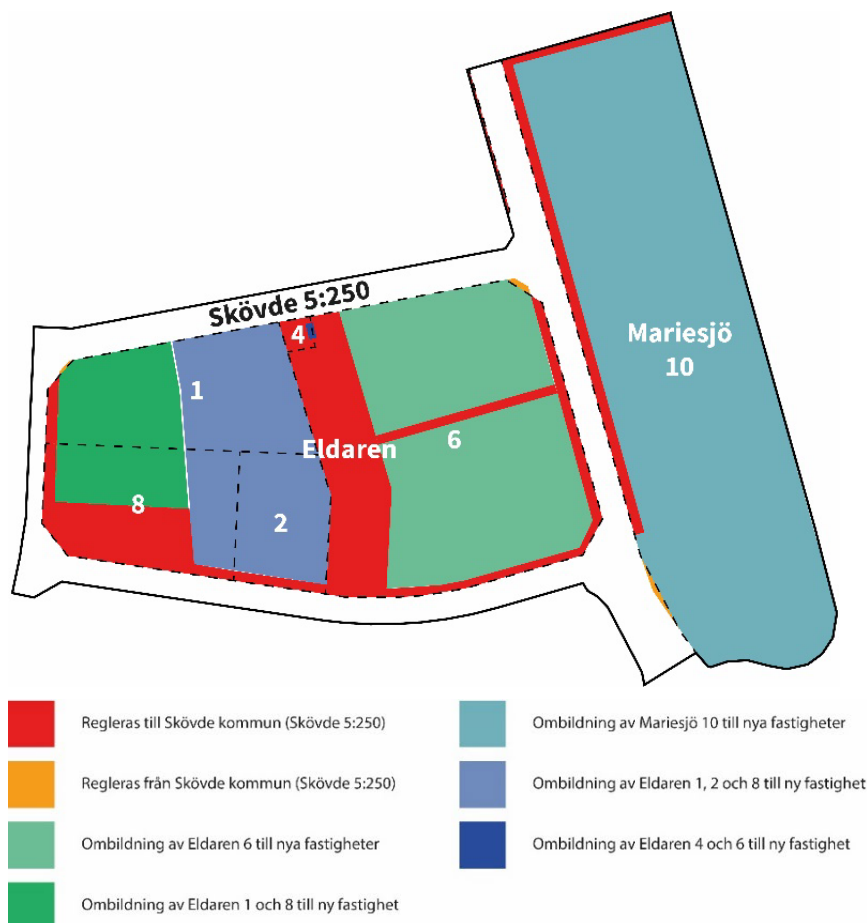 Skövde 5:250
4
Mariesjö
10
1
Eldaren
6
8
2
Regleras till Skövde kommun (Skövde 5:250)
Regleras från Skövde kommun (Skövde 5:250)
Ombildning av Eldaren 6 till nya fastigheter
Ombildning av Eldaren 1 och 8 till ny fastighet
Ombildning av Mariesjö 10 till nya fastigheter
Ombildning av Eldaren 1, 2 och 8 till ny fastighet
Ombildning av Eldaren 4 och 6 till ny fastighet